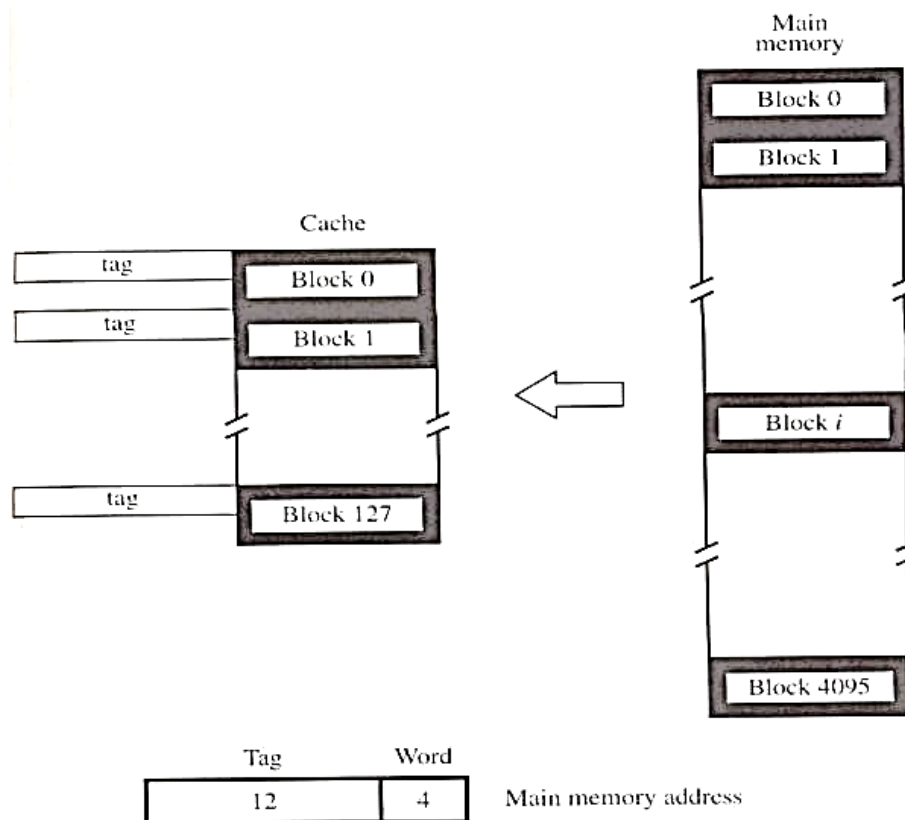 Main
memory
Block 0
Block 1
Cache
tag
Block 0
tag
Block 1
Block i
tag
Block 127
Block 4095
Tag
Word
12
4
Main memory address